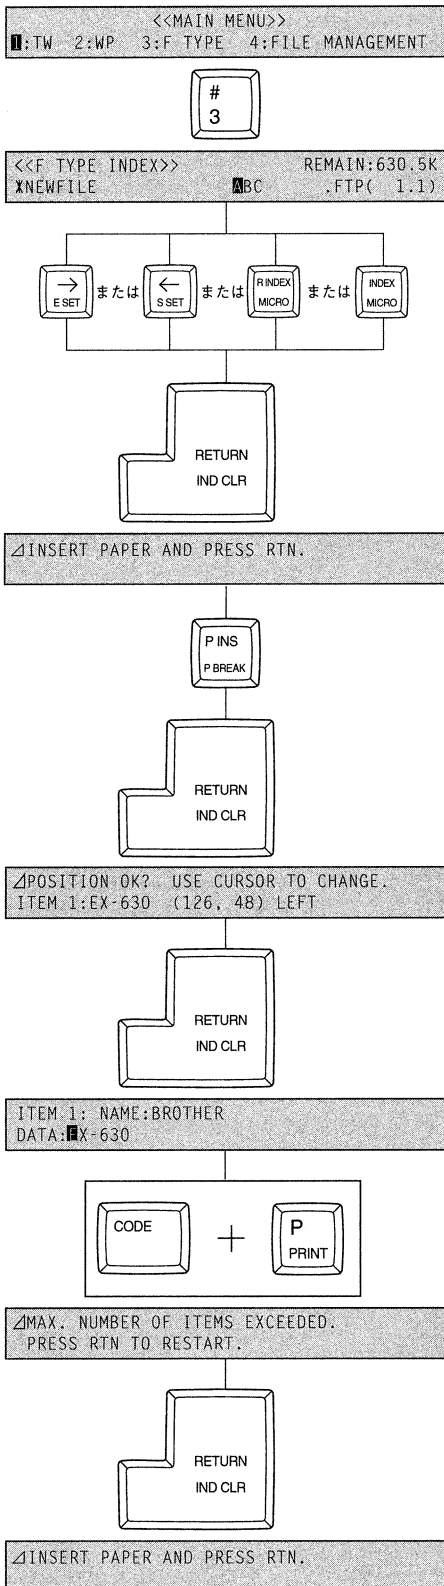 <<MAIN MENU>>
1:TW 2:WP 3:F TYPE 4:FILE MANAGEMENT
#
3
<<F TYPE INDEX>> REMAIN:630.5K
*NEWFILE ABC .FTP( 1.1)
→ または ← または R INDEX または INDEX
E SET S SET MICRO MICRO
RETURN
IND CLR
⊿INSERT PAPER AND PRESS RTN.
P INS
P BREAK
RETURN
IND CLR
⊿POSITION OK? USE CURSOR TO CHANGE.
ITEM 1:EX-630 (126, 48) LEFT
RETURN
IND CLR
ITEM 1: NAME:BROTHER
DATA:EX-630
CODE + P
PRINT
⊿MAX. NUMBER OF ITEMS EXCEEDED.
PRESS RTN TO RESTART.
RETURN
IND CLR
⊿INSERT PAPER AND PRESS RTN.